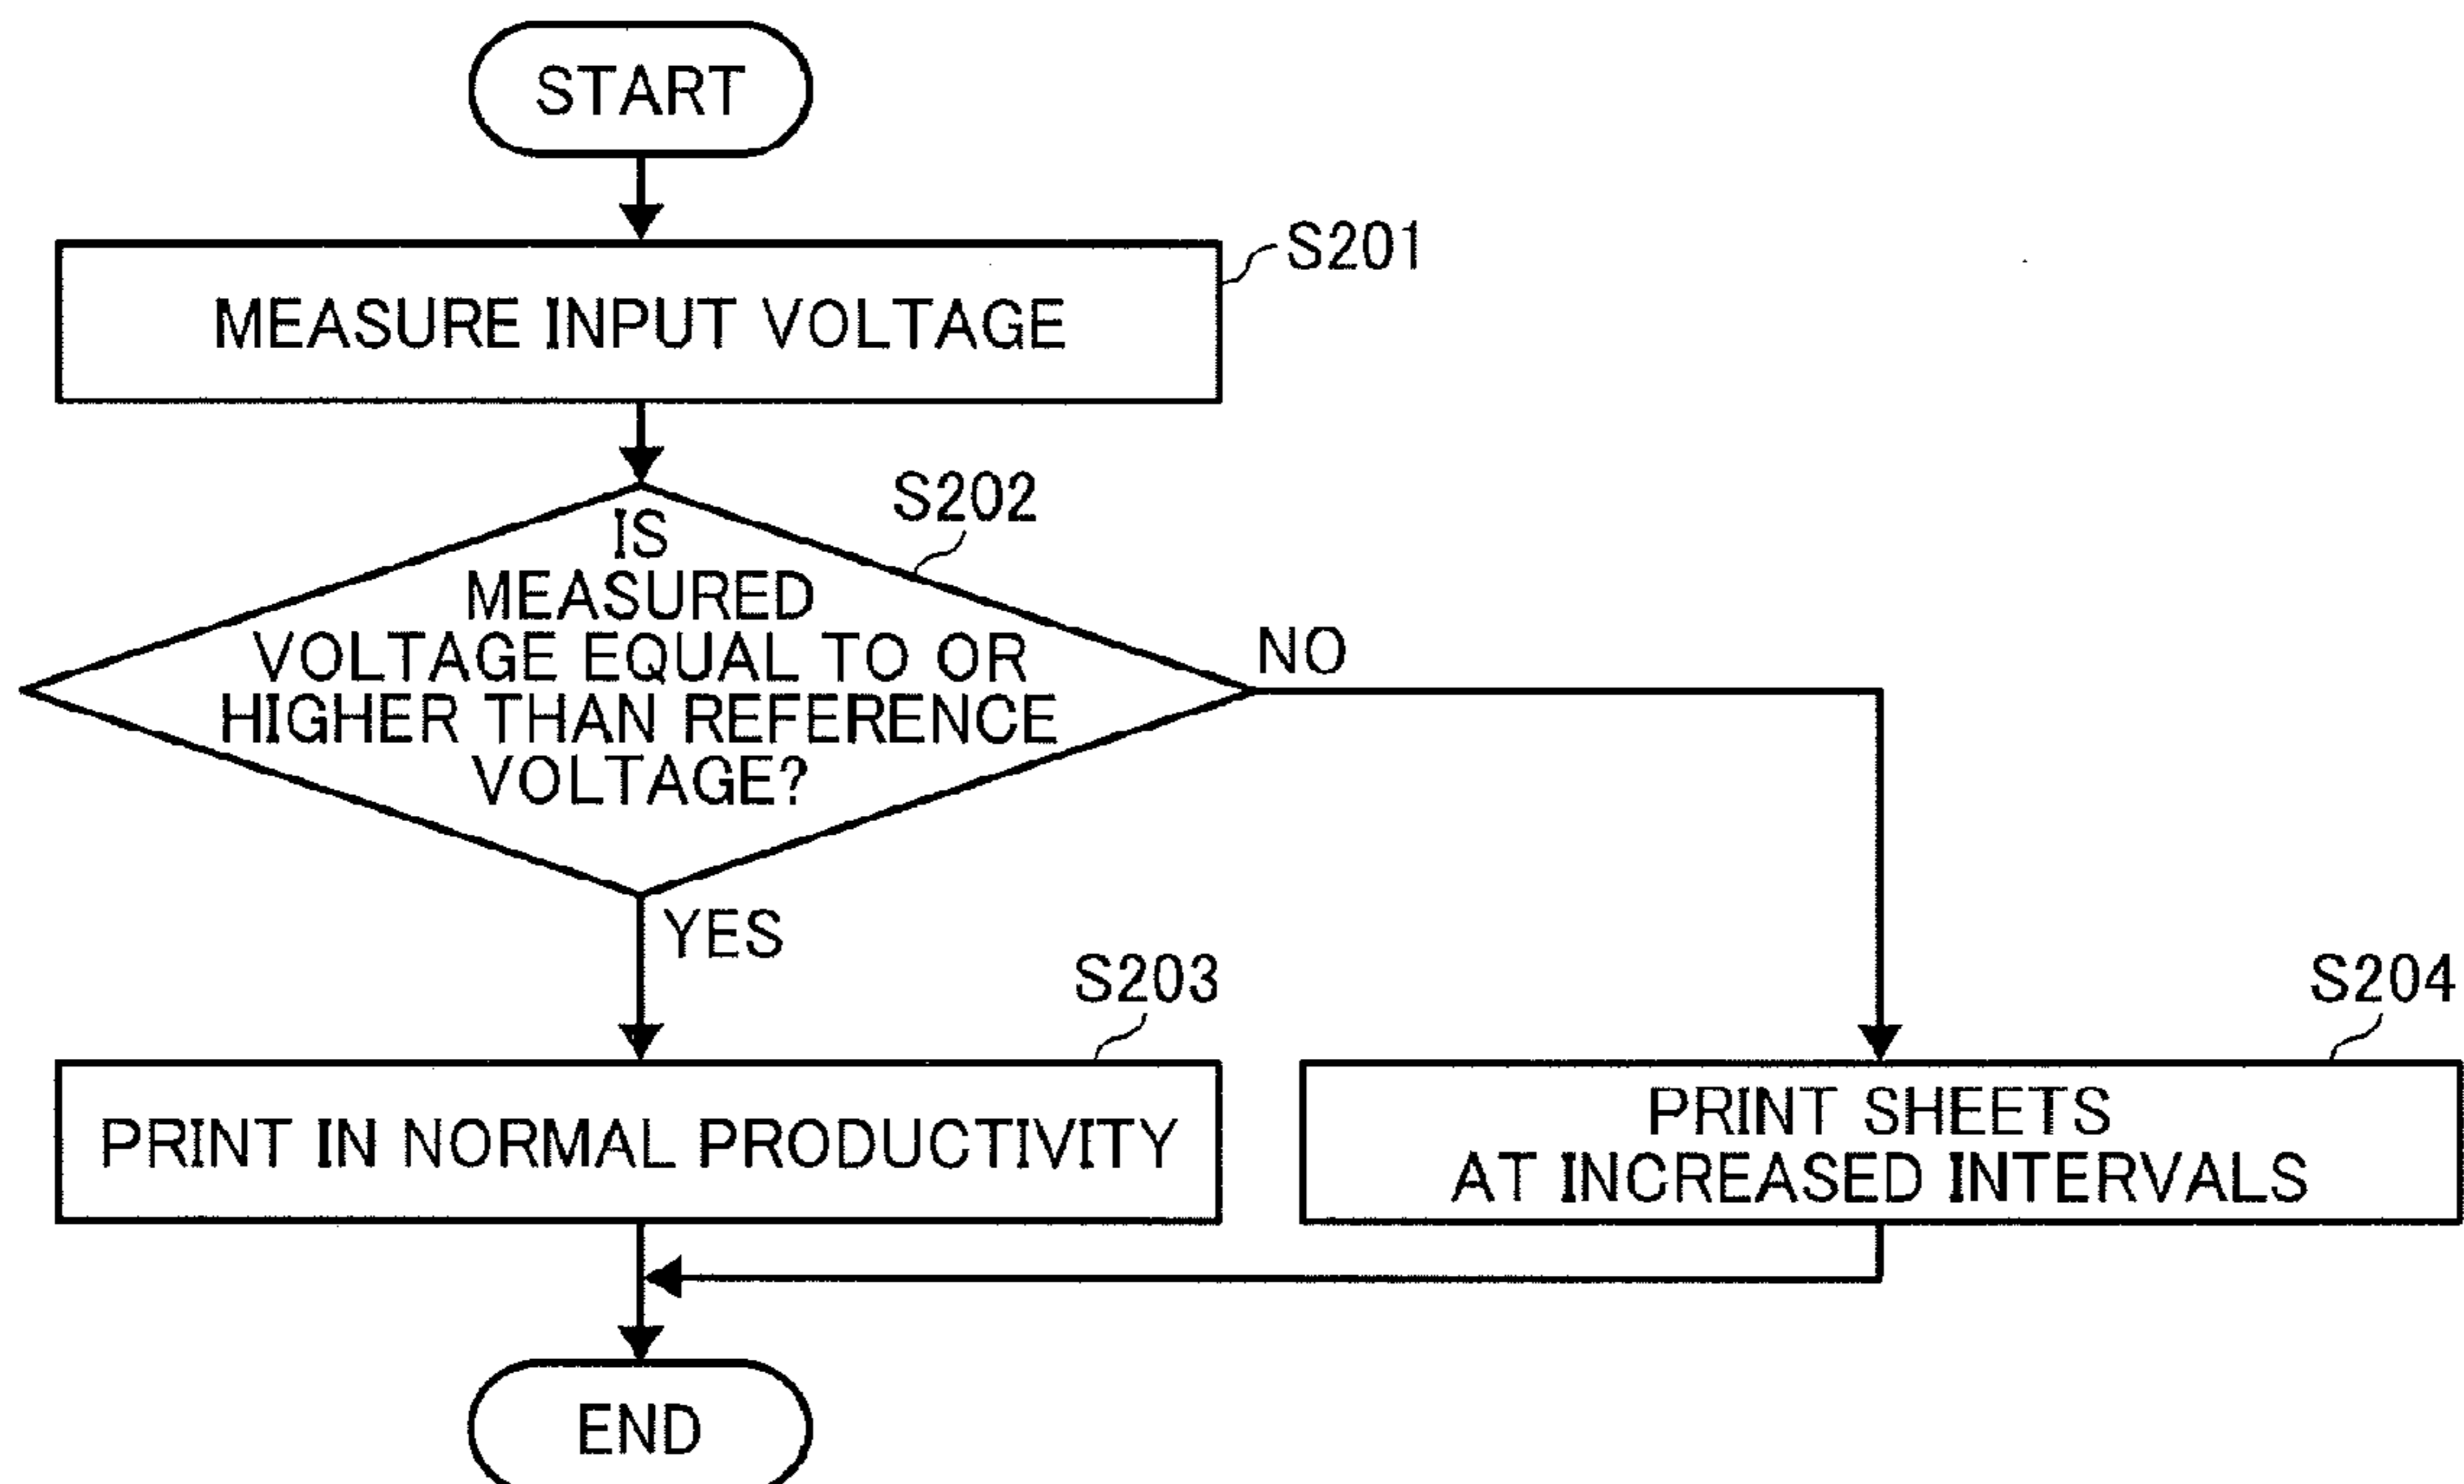 START
S201
MEASURE INPUT VOLTAGE
S202
IS
MEASURED
VOLTAGE EQUAL TO OR
HIGHER THAN REFERENCE
VOLTAGE?
NO
YES
S203
PRINT IN NORMAL PRODUCTIVITY
S204
PRINT SHEETS
AT INCREASED INTERVALS
END